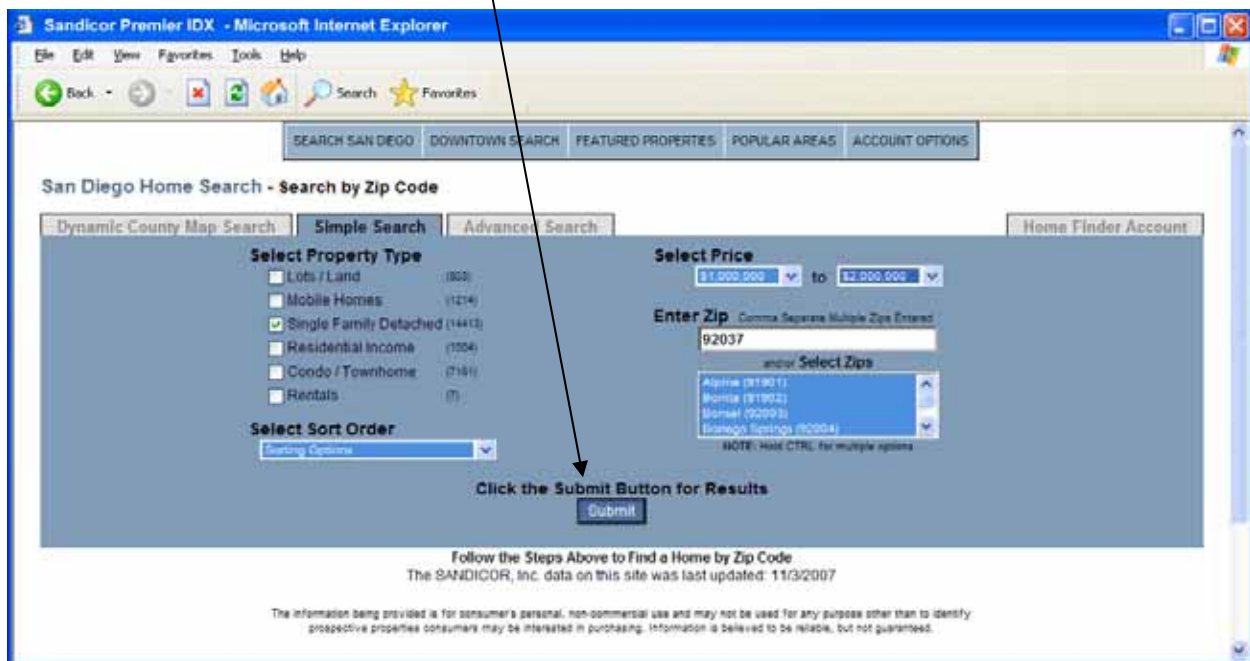 Sandicor Premier IDX - Microsoft Internet Explorer
File Edit View Favorites Tools Help
Back Search Favorites
SEARCH SAN DIEGO DOWNTOWN SEARCH FEATURED PROPERTIES POPULAR AREAS ACCOUNT OPTIONS
San Diego Home Search - Search by Zip Code
Dynamic County Map Search Simple Search Advanced Search Home Finder Account
Select Property Type
Lots / Land
Mobile Homes (1214)
Single Family Detached (14413)
Residential Income
Condo / Townhome
Rentals (7)
Select Sort Order
Sorting Options
Select Price
$1,000,000 to $2,000,000
Enter Zip Comma Separate Multiple Zips Entered
92037
and/or Select Zips
Alpine (91901)
Bonita (91902)
Bonsal (92003)
Borrego Springs (92004)
NOTE: Hold CTRL for multiple options
Click the Submit Button for Results
Submit
Follow the Steps Above to Find a Home by Zip Code
The SANDICOR, Inc. data on this site was last updated: 11/3/2007
The information being provided is for consumer's personal, non-commercial use and may not be used for any purpose other than to identify
prospective properties consumers may be interested in purchasing. Information is believed to be reliable, but not guaranteed.